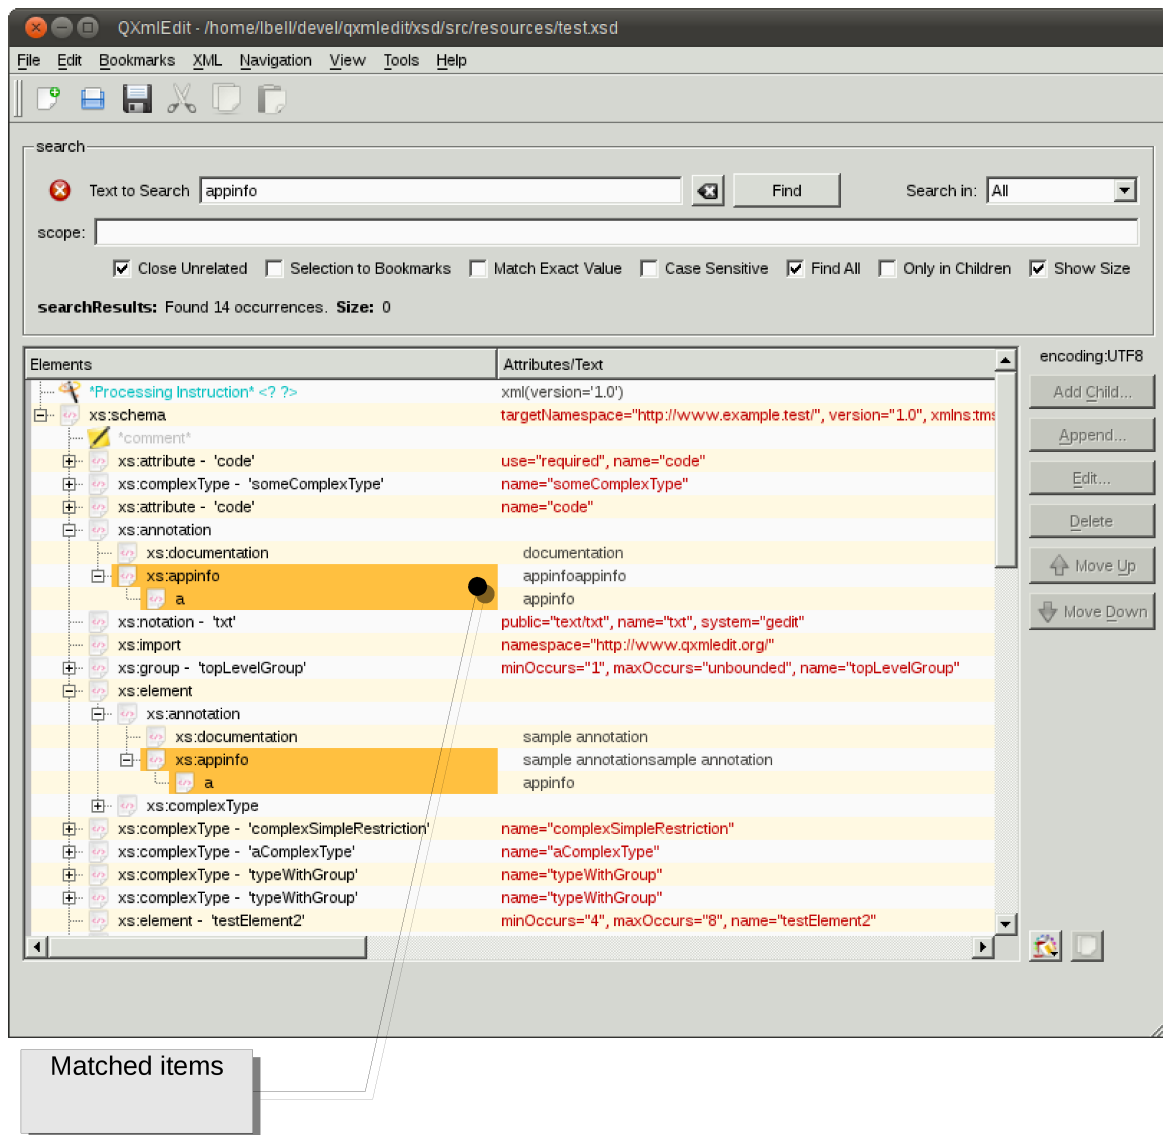 QXmlEdit - /home/lbell/devel/qxmledit/xsd/src/resources/test.xsd
File Edit Bookmarks XML Navigation View Tools Help
search
Text to Search appinfo Find Search in: All
scope:
Close Unrelated Selection to Bookmarks Match Exact Value Case Sensitive Find All Only in Children Show Size
searchResults: Found 14 occurrences. Size: 0
Elements Attributes/Text
*Processing Instruction* <? ?> xml(version='1.0')
xs:schema targetNamespace="http://www.example.test/", version="1.0", xmlns:tms
*comment*
xs:attribute - 'code' use="required", name="code"
xs:complexType - 'someComplexType' name="someComplexType"
xs:attribute - 'code' name="code"
xs:annotation
xs:documentation documentation
xs:appinfo appinfoappinfo
a appinfo
xs:notation - 'txt' public="text/txt", name="txt", system="gedit"
xs:import namespace="http://www.qxmledit.org/"
xs:group - 'topLevelGroup' minOccurs="1", maxOccurs="unbounded", name="topLevelGroup"
xs:element
xs:annotation
xs:documentation sample annotation
xs:appinfo sample annotationsample annotation
a appinfo
xs:complexType
xs:complexType - 'complexSimpleRestriction' name="complexSimpleRestriction"
xs:complexType - 'aComplexType' name="aComplexType"
xs:complexType - 'typeWithGroup' name="typeWithGroup"
xs:complexType - 'typeWithGroup' name="typeWithGroup"
xs:element - 'testElement2' minOccurs="4", maxOccurs="8", name="testElement2"
encoding:UTF8
Add Child...
Append...
Edit...
Delete
Move Up
Move Down
Matched items